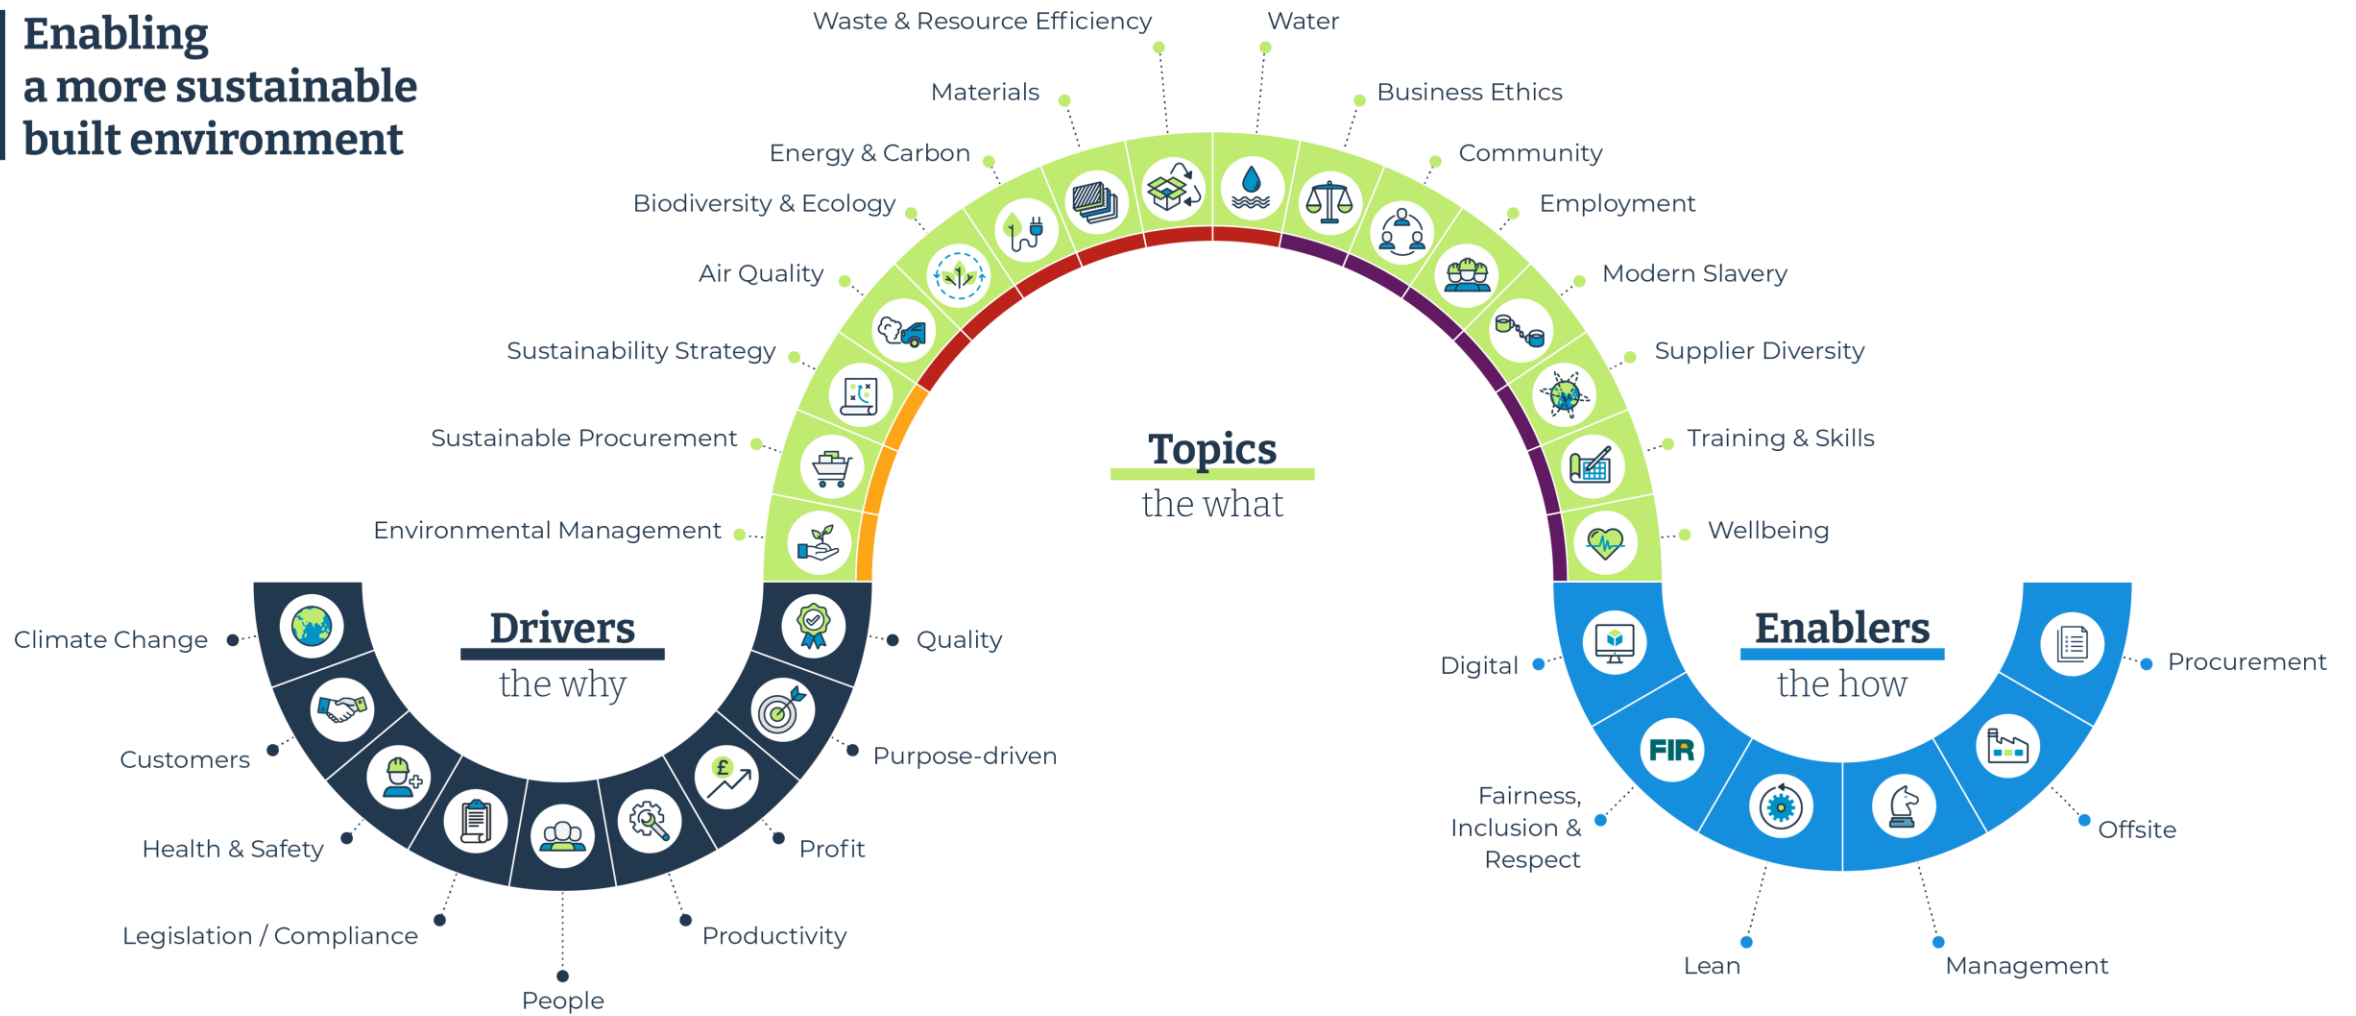 Enabling
a more sustainable
built environment
Waste & Resource Efficiency
Water
Materials
Business Ethics
Energy & Carbon
Community
Biodiversity & Ecology
Employment
Air Quality
Modern Slavery
Sustainability Strategy
Supplier Diversity
Sustainable Procurement
Training & Skills
Environmental Management
Wellbeing
Topics
the what
Drivers
the why
Enablers
the how
Climate Change
Quality
Customers
Purpose-driven
Health & Safety
£
Profit
Legislation / Compliance
Productivity
People
Digital
Procurement
FIR
Fairness,
Inclusion &
Respect
Offsite
Lean
Management